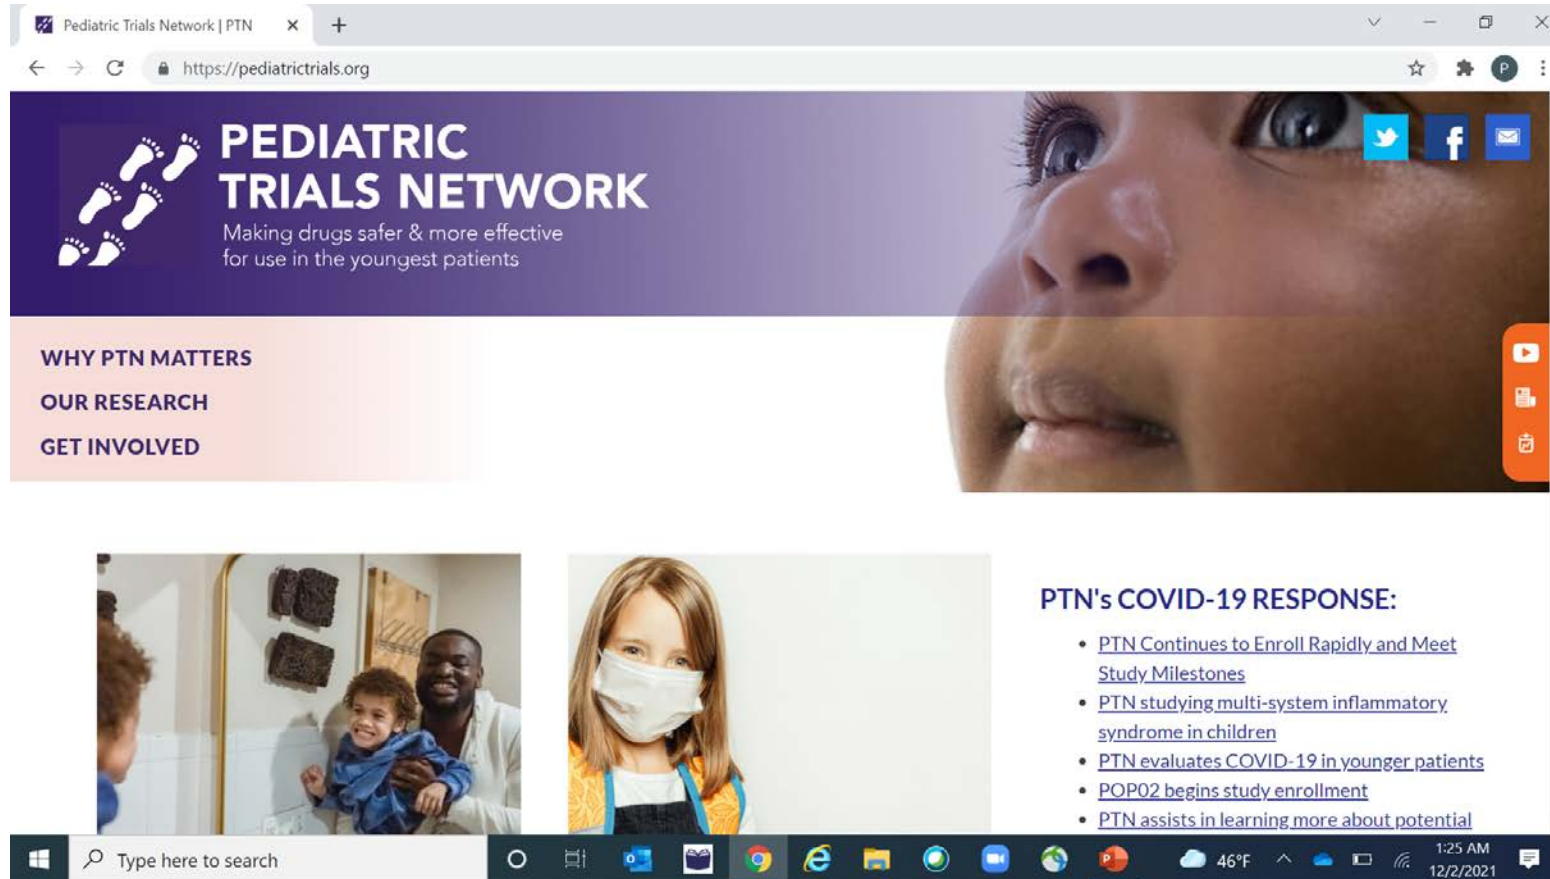 Pediatric Trials Network | PTN
https://pediatrictrials.org
P
PEDIATRIC
TRIALS NETWORK
Making drugs safer & more effective
for use in the youngest patients
WHY PTN MATTERS
OUR RESEARCH
GET INVOLVED
PTN's COVID-19 RESPONSE:
• PTN Continues to Enroll Rapidly and Meet
Study Milestones
• PTN studying multi-system inflammatory
syndrome in children
• PTN evaluates COVID-19 in younger patients
• POP02 begins study enrollment
• PTN assists in learning more about potential
Type here to search
46°F
1:25 AM
12/2/2021